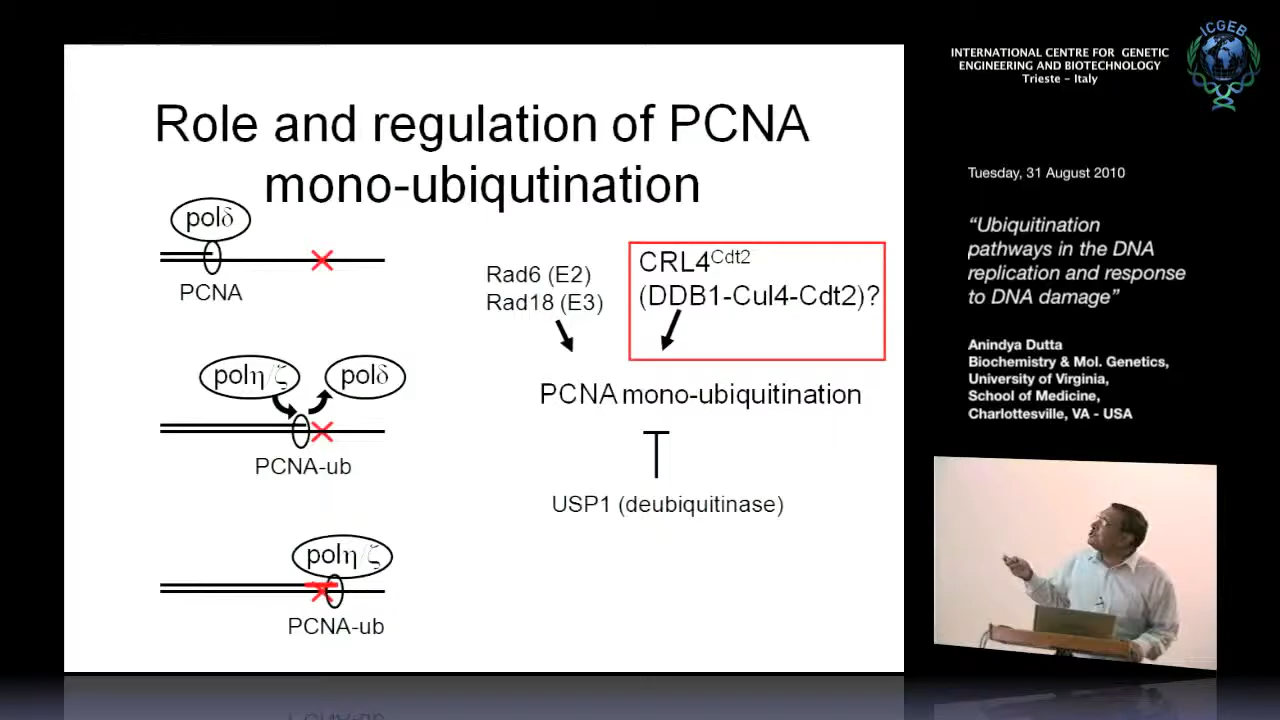 Role and regulation of PCNA
mono-ubiqutination
polδ
PCNA
polη/ζ
polδ
PCNA-ub
polη/ζ
PCNA-ub
Rad6 (E2)
Rad18 (E3)
CRL4Cdt2
(DDB1-Cul4-Cdt2)?
PCNA mono-ubiquitination
USP1 (deubiquitinase)
INTERNATIONAL CENTRE FOR GENETIC
ENGINEERING AND BIOTECHNOLOGY
Trieste – Italy
ICGEB
Tuesday, 31 August 2010
“Ubiquitination
pathways in the DNA
replication and response
to DNA damage”
Anindya Dutta
Biochemistry & Mol. Genetics,
University of Virginia,
School of Medicine,
Charlottesville, VA - USA